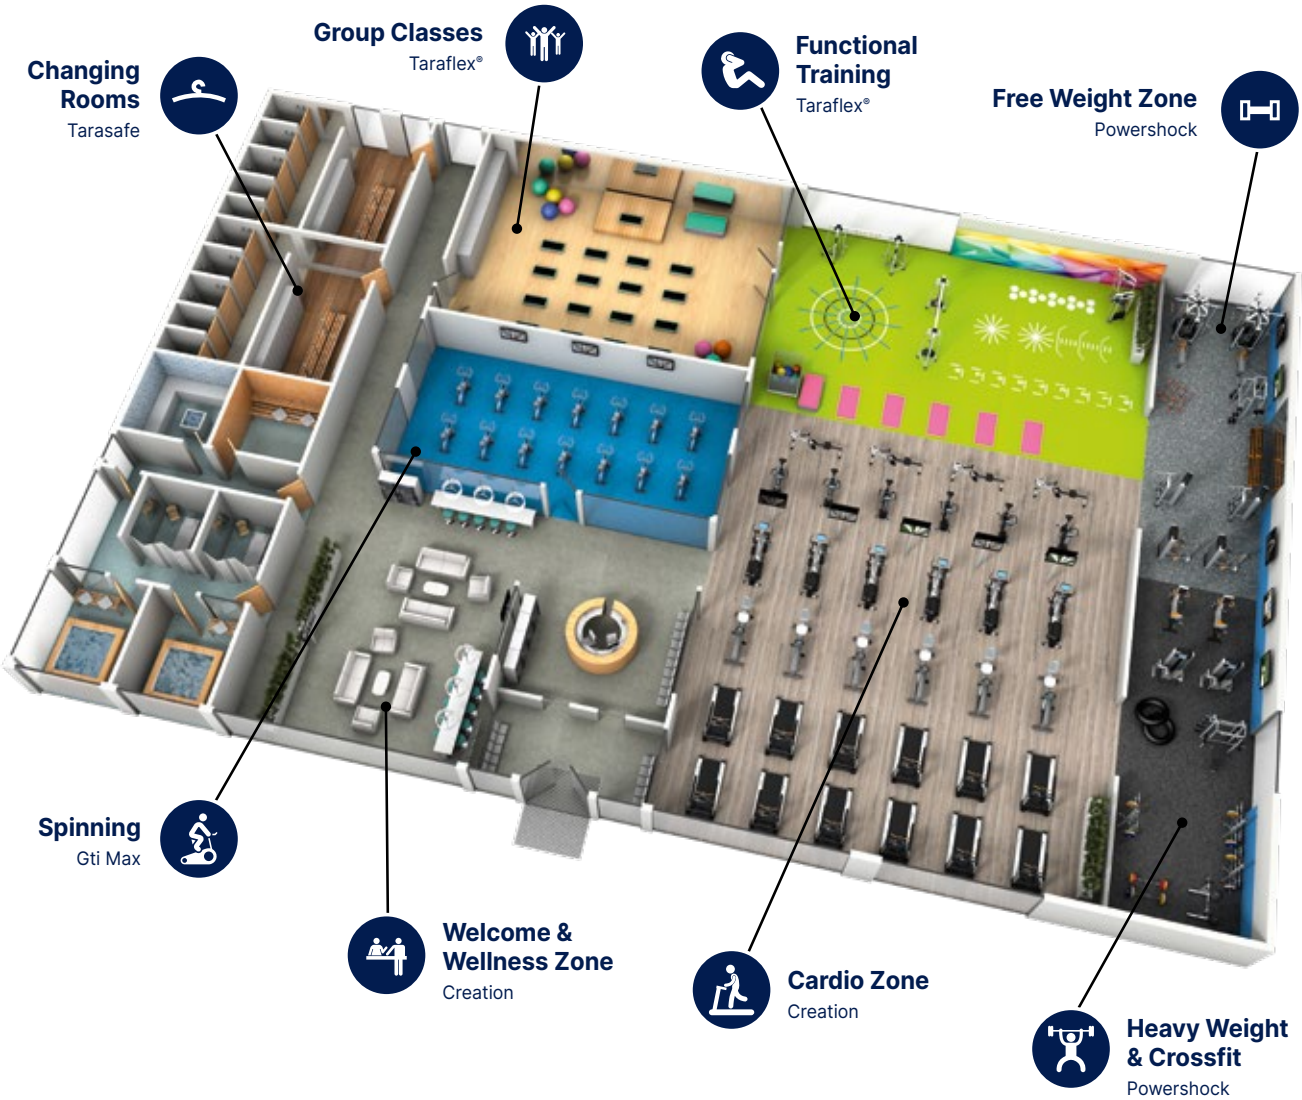 Group Classes
Taraflex®
Functional
Training
Taraflex®
Changing
Rooms
Tarasafe
Free Weight Zone
Powershock
Spinning
Gti Max
Welcome &
Wellness Zone
Creation
Cardio Zone
Creation
Heavy Weight
& Crossfit
Powershock